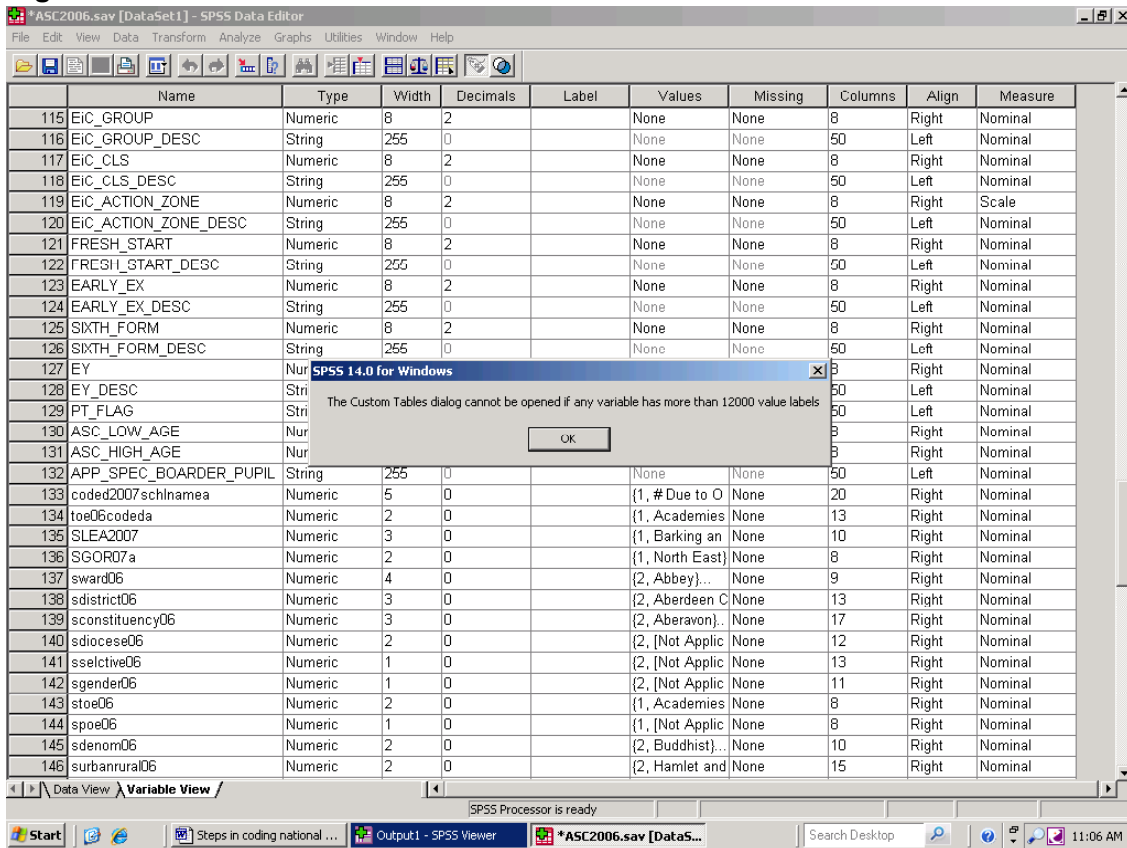 *ASC2006.sav [DataSet1] - SPSS Data Editor
File Edit View Data Transform Analyze Graphs Utilities Window Help
Name Type Width Decimals Label Values Missing Columns Align Measure
115 EiC_GROUP Numeric 8 2 None None 8 Right Nominal
116 EiC_GROUP_DESC String 255 0 None None 50 Left Nominal
117 EiC_CLS Numeric 8 2 None None 8 Right Nominal
118 EiC_CLS_DESC String 255 0 None None 50 Left Nominal
119 EiC_ACTION_ZONE Numeric 8 2 None None 8 Right Scale
120 EiC_ACTION_ZONE_DESC String 255 0 None None 50 Left Nominal
121 FRESH_START Numeric 8 2 None None 8 Right Nominal
122 FRESH_START_DESC String 255 0 None None 50 Left Nominal
123 EARLY_EX Numeric 8 2 None None 8 Right Nominal
124 EARLY_EX_DESC String 255 0 None None 50 Left Nominal
125 SIXTH_FORM Numeric 8 2 None None 8 Right Nominal
126 SIXTH_FORM_DESC String 255 0 None None 50 Left Nominal
127 EY Nur 8 Right Nominal
128 EY_DESC Stri 50 Left Nominal
129 PT_FLAG Stri 50 Left Nominal
130 ASC_LOW_AGE Nur 8 Right Nominal
131 ASC_HIGH_AGE Nur 8 Right Nominal
SPSS 14.0 for Windows
The Custom Tables dialog cannot be opened if any variable has more than 12000 value labels
OK
132 APP_SPEC_BOARDER_PUPIL String 255 0 None None 50 Left Nominal
133 coded2007schlnamea Numeric 5 0 {1, # Due to O None 20 Right Nominal
134 toe06codeda Numeric 2 0 {1, Academies None 13 Right Nominal
135 SLEA2007 Numeric 3 0 {1, Barking an None 10 Right Nominal
136 SGOR07a Numeric 2 0 {1, North East} None 8 Right Nominal
137 sward06 Numeric 4 0 {2, Abbey}... None 9 Right Nominal
138 sdistrict06 Numeric 3 0 {2, Aberdeen C None 13 Right Nominal
139 sconstituency06 Numeric 3 0 {2, Aberavon}.. None 17 Right Nominal
140 sdiocese06 Numeric 2 0 {2, [Not Applic None 12 Right Nominal
141 sselctive06 Numeric 1 0 {2, [Not Applic None 13 Right Nominal
142 sgender06 Numeric 1 0 {2, [Not Applic None 11 Right Nominal
143 stoe06 Numeric 2 0 {1, Academies None 8 Right Nominal
144 spoe06 Numeric 1 0 {1, [Not Applic None 8 Right Nominal
145 sdenom06 Numeric 2 0 {2, Buddhist}... None 10 Right Nominal
146 surbanrural06 Numeric 2 0 {2, Hamlet and None 15 Right Nominal
Data View Variable View
SPSS Processor is ready
Start Steps in coding national ... Output1 - SPSS Viewer *ASC2006.sav [DataS... Search Desktop 11:06 AM